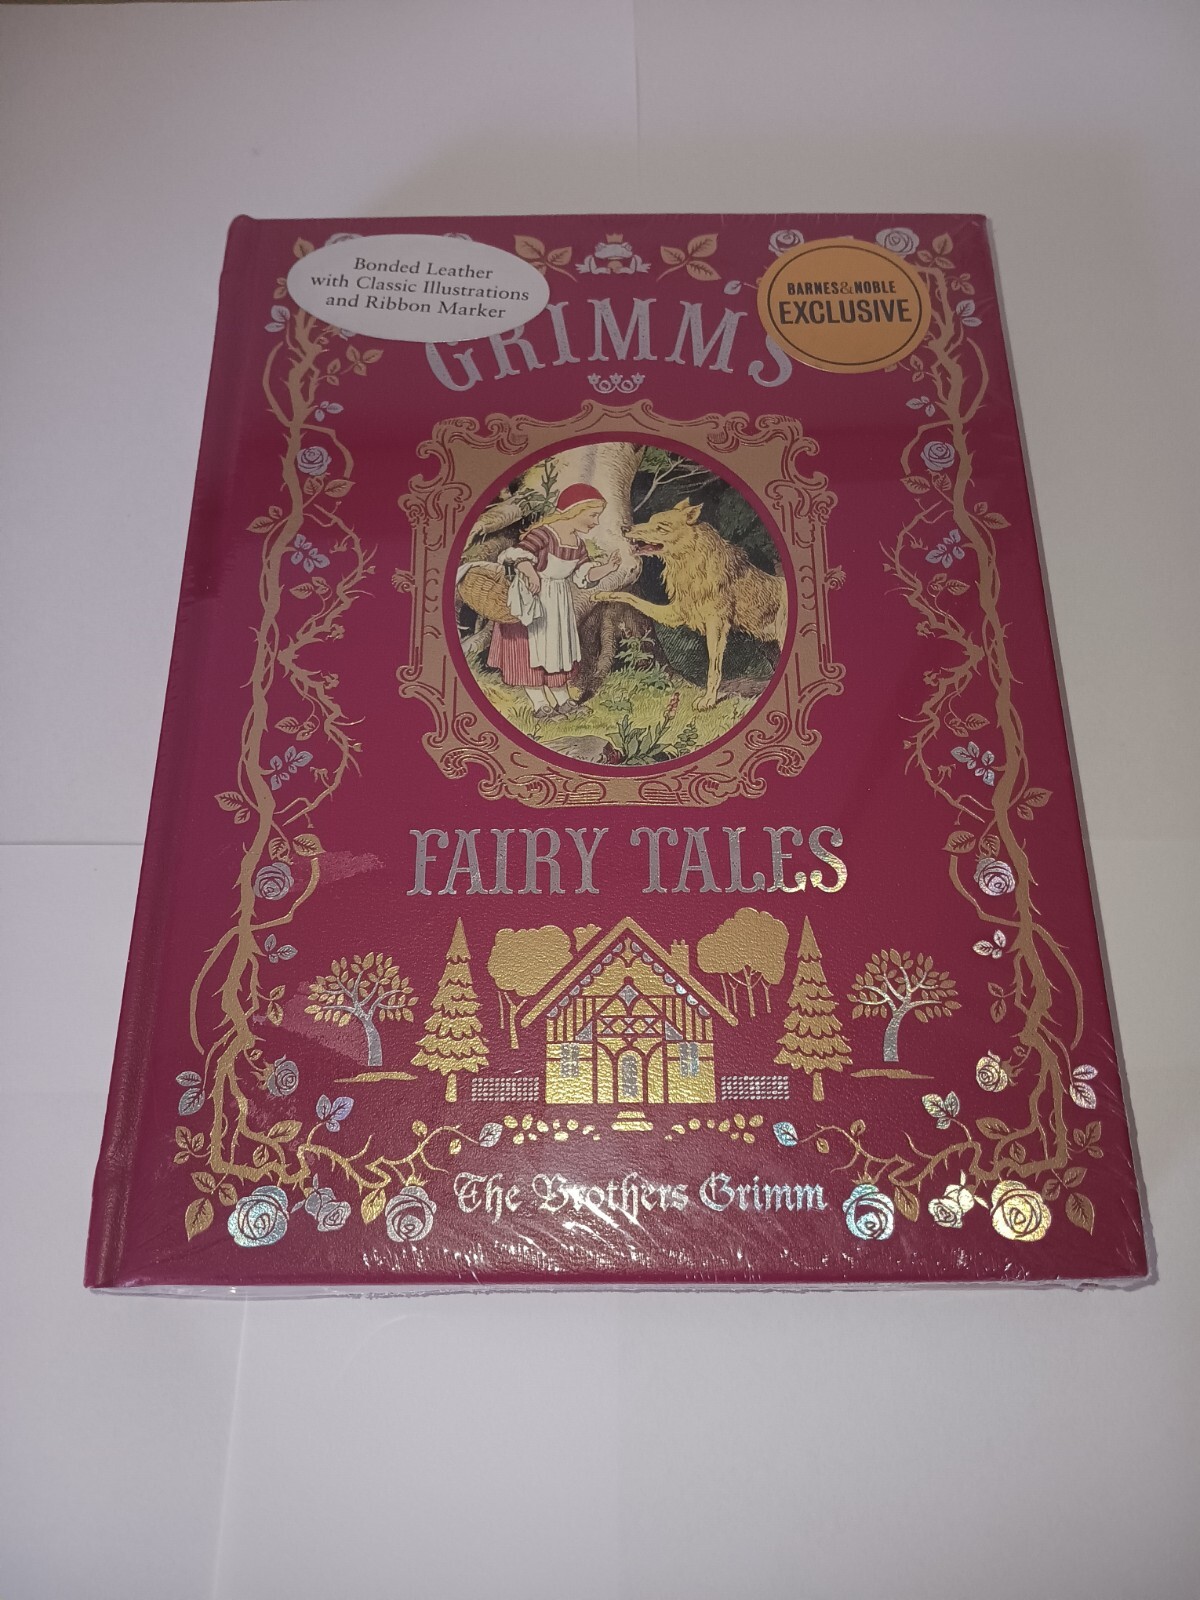 Bonded Leather
with Classic Illustrations
and Ribbon Marker
BARNES&NOBLE
EXCLUSIVE
GRIMM'S
FAIRY TALES
The Brothers Grimm